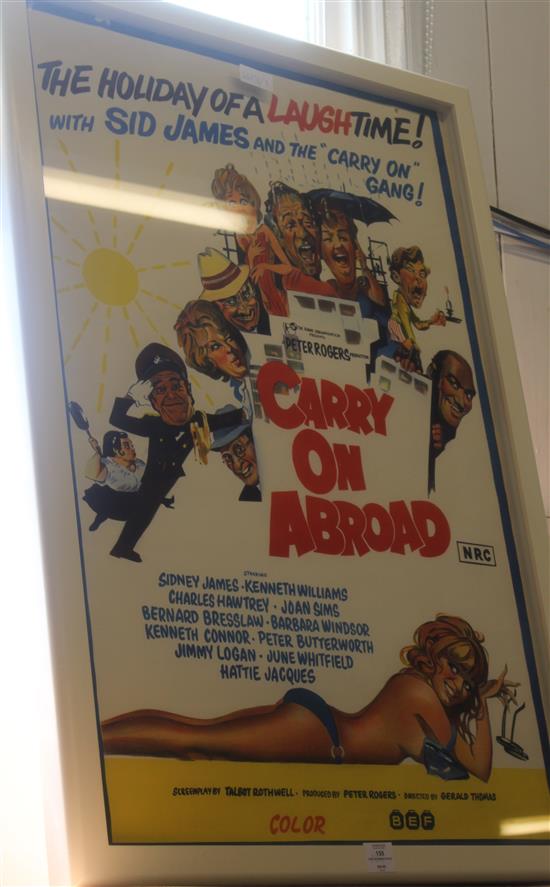 THE HOLIDAY OF A LAUGHTIME!
WITH SID JAMES AND THE "CARRY ON"
GANG!
PETER ROGERS
CARRY
ON
ABROAD
NRC
STARRING
SIDNEY JAMES · KENNETH WILLIAMS
CHARLES HAWTREY · JOAN SIMS
BERNARD BRESSLAW · BARBARA WINDSOR
KENNETH CONNOR · PETER BUTTERWORTH
JIMMY LOGAN · JUNE WHITFIELD
HATTIE JACQUES
SCREENPLAY BY TALBOT ROTHWELL · PRODUCED BY PETER ROGERS · DIRECTED BY GERALD THOMAS
COLOR
BEF
155